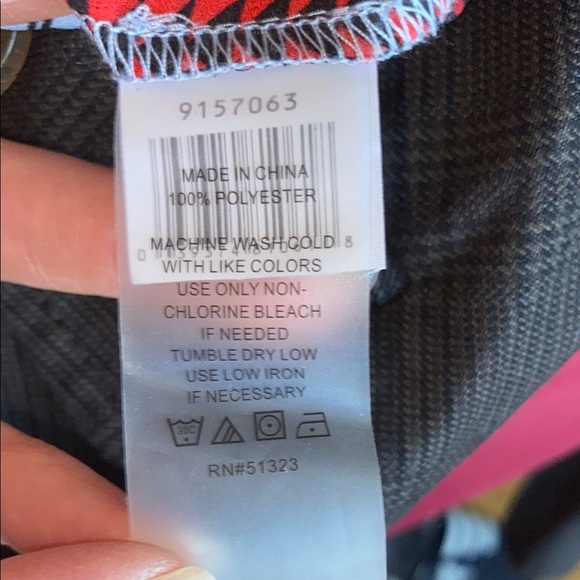 9157063
MADE IN CHINA
100% POLYESTER
MACHINE WASH COLD
WITH LIKE COLORS
USE ONLY NON-
CHLORINE BLEACH
IF NEEDED
TUMBLE DRY LOW
USE LOW IRON
IF NECESSARY
30C
RN#51323